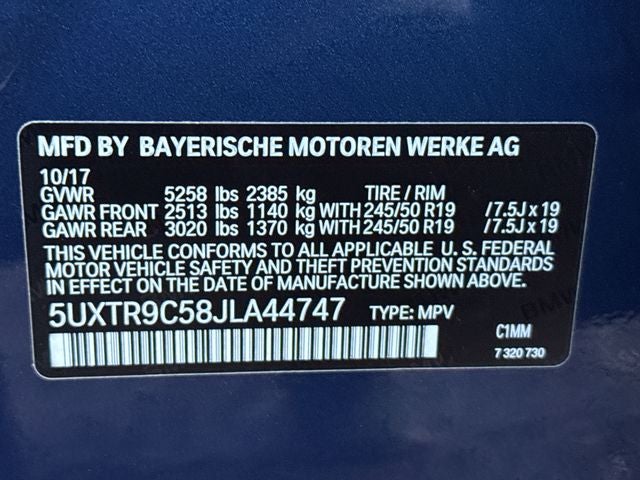 MFD BY BAYERISCHE MOTOREN WERKE AG
10/17
GVWR 5258 lbs 2385 kg TIRE / RIM
GAWR FRONT 2513 lbs 1140 kg WITH 245/50 R19 /7.5J x 19
GAWR REAR 3020 lbs 1370 kg WITH 245/50 R19 /7.5J x 19
THIS VEHICLE CONFORMS TO ALL APPLICABLE U.S. FEDERAL
MOTOR VEHICLE SAFETY AND THEFT PREVENTION STANDARDS
IN EFFECT ON THE DATE OF MANUFACTURE SHOWN ABOVE.
5UXTR9C58JLA44747 TYPE: MPV
C1MM
7 320 730